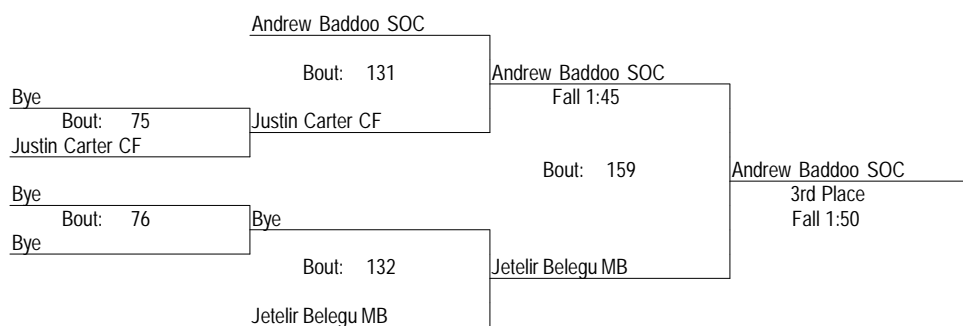 Andrew Baddoo SOC
Bout: 131
Andrew Baddoo SOC
Fall 1:45
Bye
Bout: 75
Justin Carter CF
Justin Carter CF
Bout: 159
Andrew Baddoo SOC
3rd Place
Fall 1:50
Bye
Bout: 76
Bye
Bye
Bout: 132
Jetelir Belegu MB
Jetelir Belegu MB